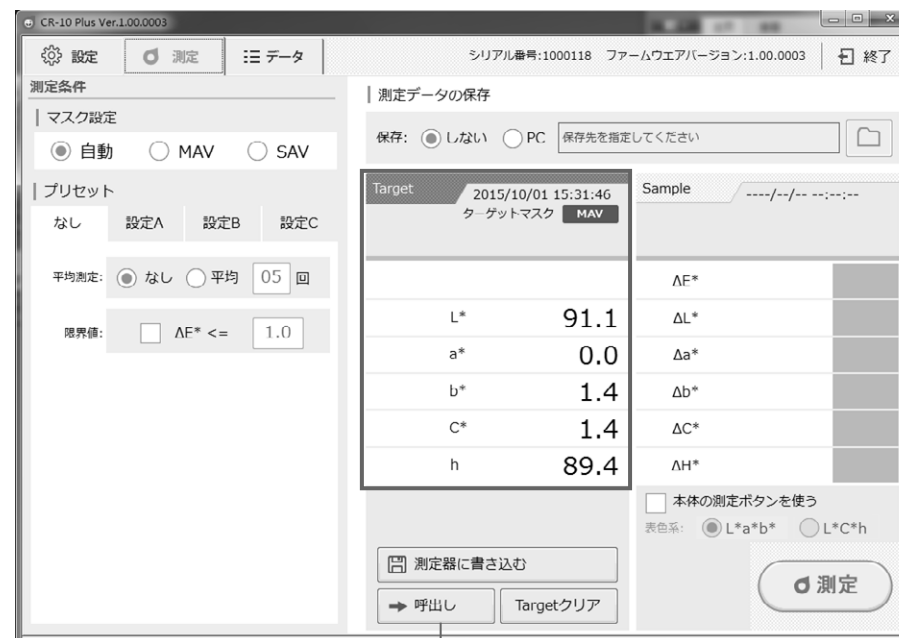 CR-10 Plus Ver.1.00.0003
設定 測定 データ シリアル番号:1000118 ファームウエアバージョン:1.00.0003 終了
測定条件
マスク設定
自動 MAV SAV
プリセット
なし 設定A 設定B 設定C
平均測定: なし 平均 05 回
限界値: ΔE* <= 1.0
測定データの保存
保存: しない PC 保存先を指定してください
Target 2015/10/01 15:31:46
ターゲットマスク MAV
L* 91.1
a* 0.0
b* 1.4
C* 1.4
h 89.4
測定器に書き込む
呼出し Targetクリア
Sample ----/--/-- --:--:--
ΔE*
ΔL*
Δa*
Δb*
ΔC*
ΔH*
本体の測定ボタンを使う
表色系: L*a*b* L*C*h
測定